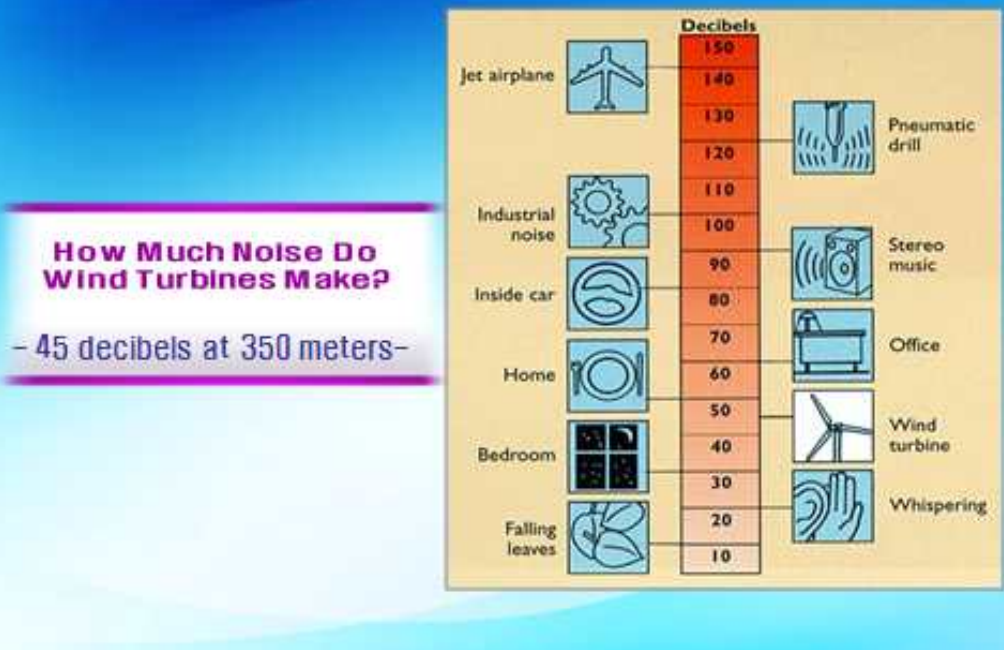 How Much Noise Do
Wind Turbines Make?
– 45 decibels at 350 meters–
Decibels
150
140
130
120
110
100
90
80
70
60
50
40
30
20
10
Jet airplane
Industrial
noise
Inside car
Home
Bedroom
Falling
leaves
Pneumatic
drill
Stereo
music
Office
Wind
turbine
Whispering